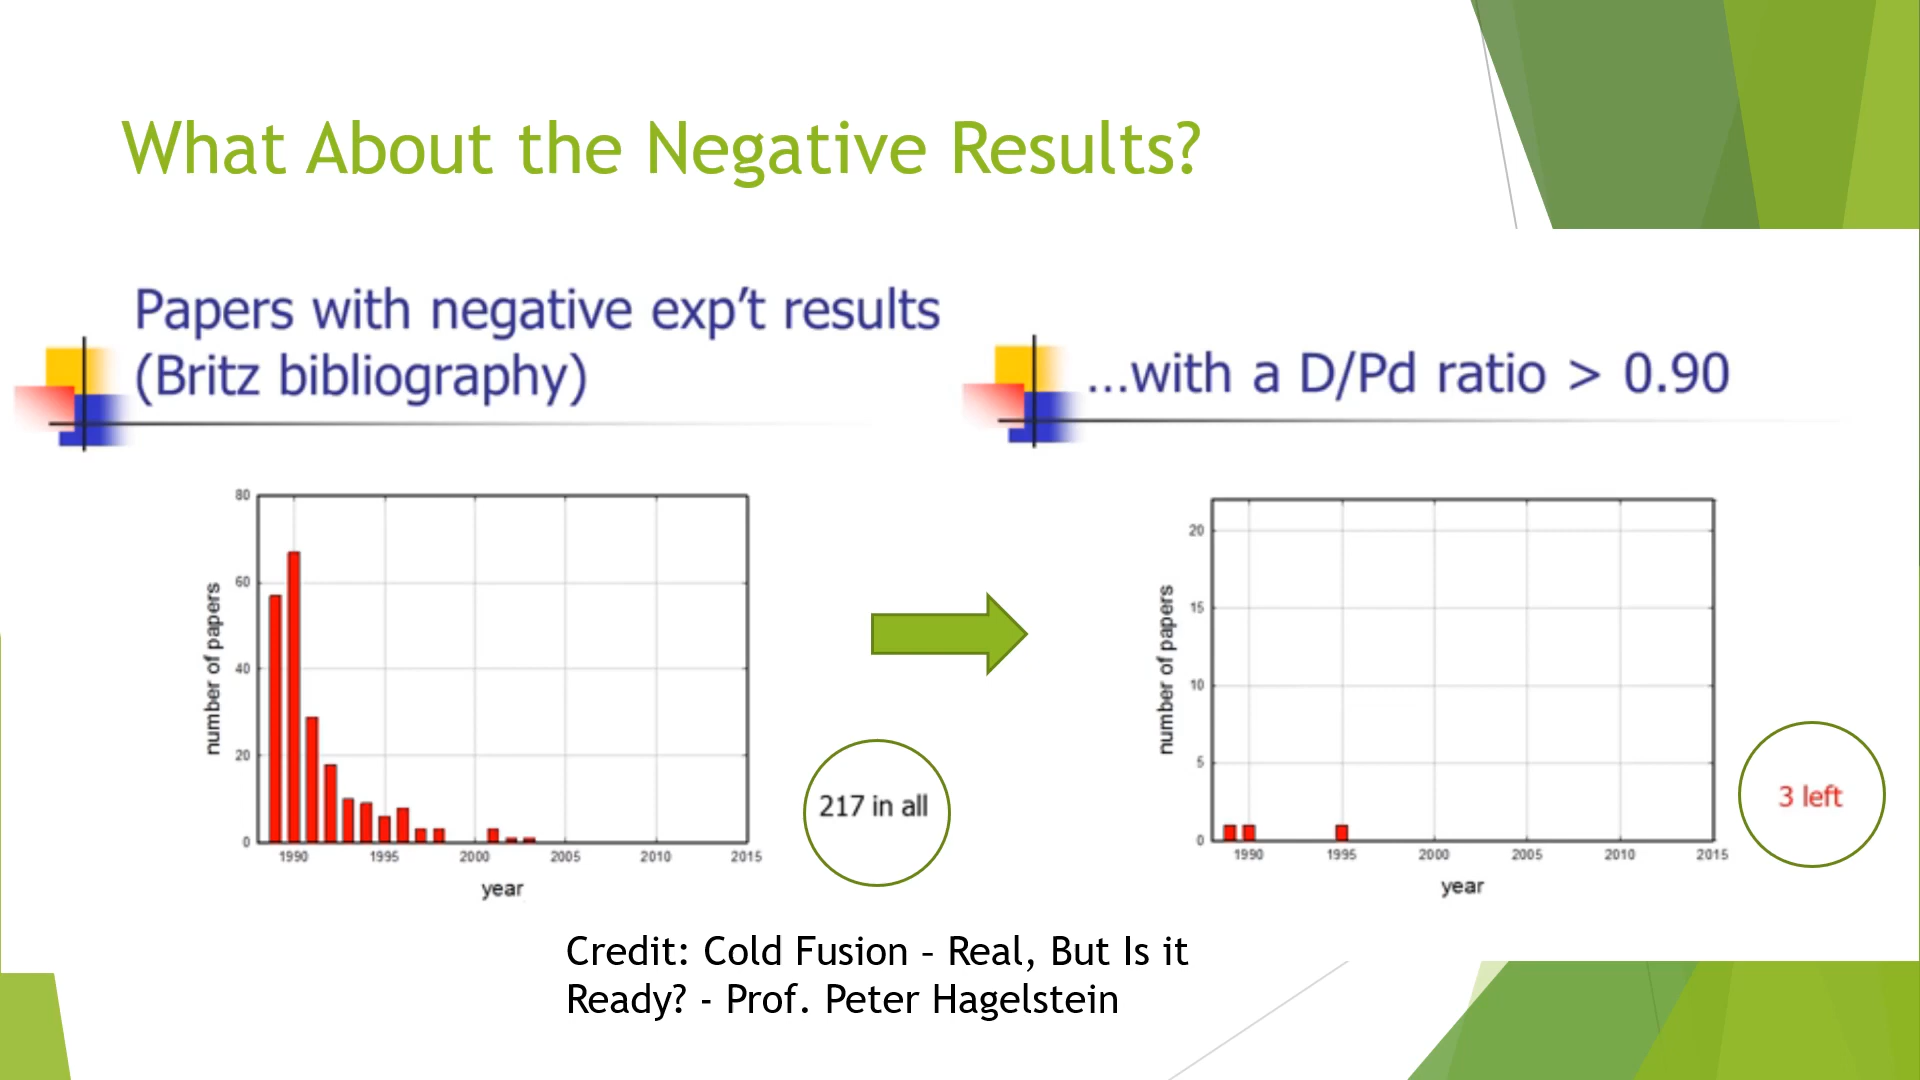 What About the Negative Results?
Papers with negative exp't results
(Britz bibliography)
...with a D/Pd ratio > 0.90
80
60
40
20
0
number of papers
1990
1995
2000
2005
2010
2015
year
217 in all
20
15
10
5
0
number of papers
1990
1995
2000
2005
2010
2015
year
3 left
Credit: Cold Fusion – Real, But Is it
Ready? - Prof. Peter Hagelstein